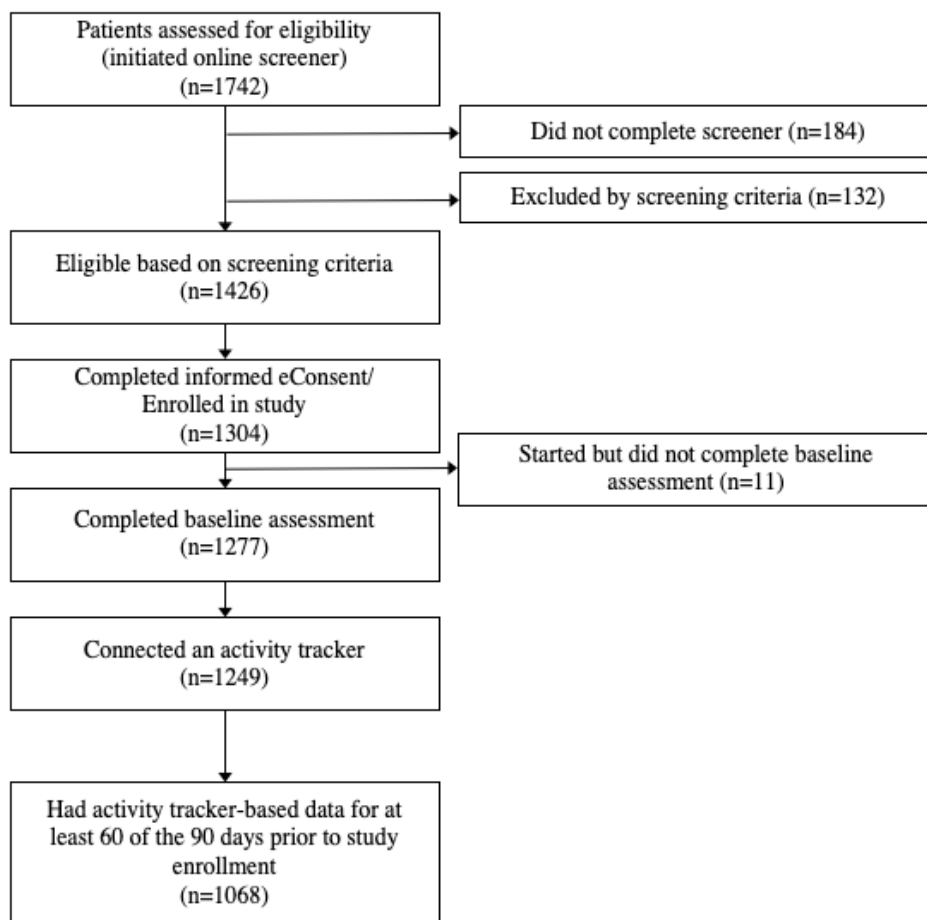 Patients assessed for eligibility
(initiated online screener)
(n=1742)
Did not complete screener (n=184)
Excluded by screening criteria (n=132)
Eligible based on screening criteria
(n=1426)
Completed informed eConsent/
Enrolled in study
(n=1304)
Started but did not complete baseline
assessment (n=11)
Completed baseline assessment
(n=1277)
Connected an activity tracker
(n=1249)
Had activity tracker-based data for at
least 60 of the 90 days prior to study
enrollment
(n=1068)